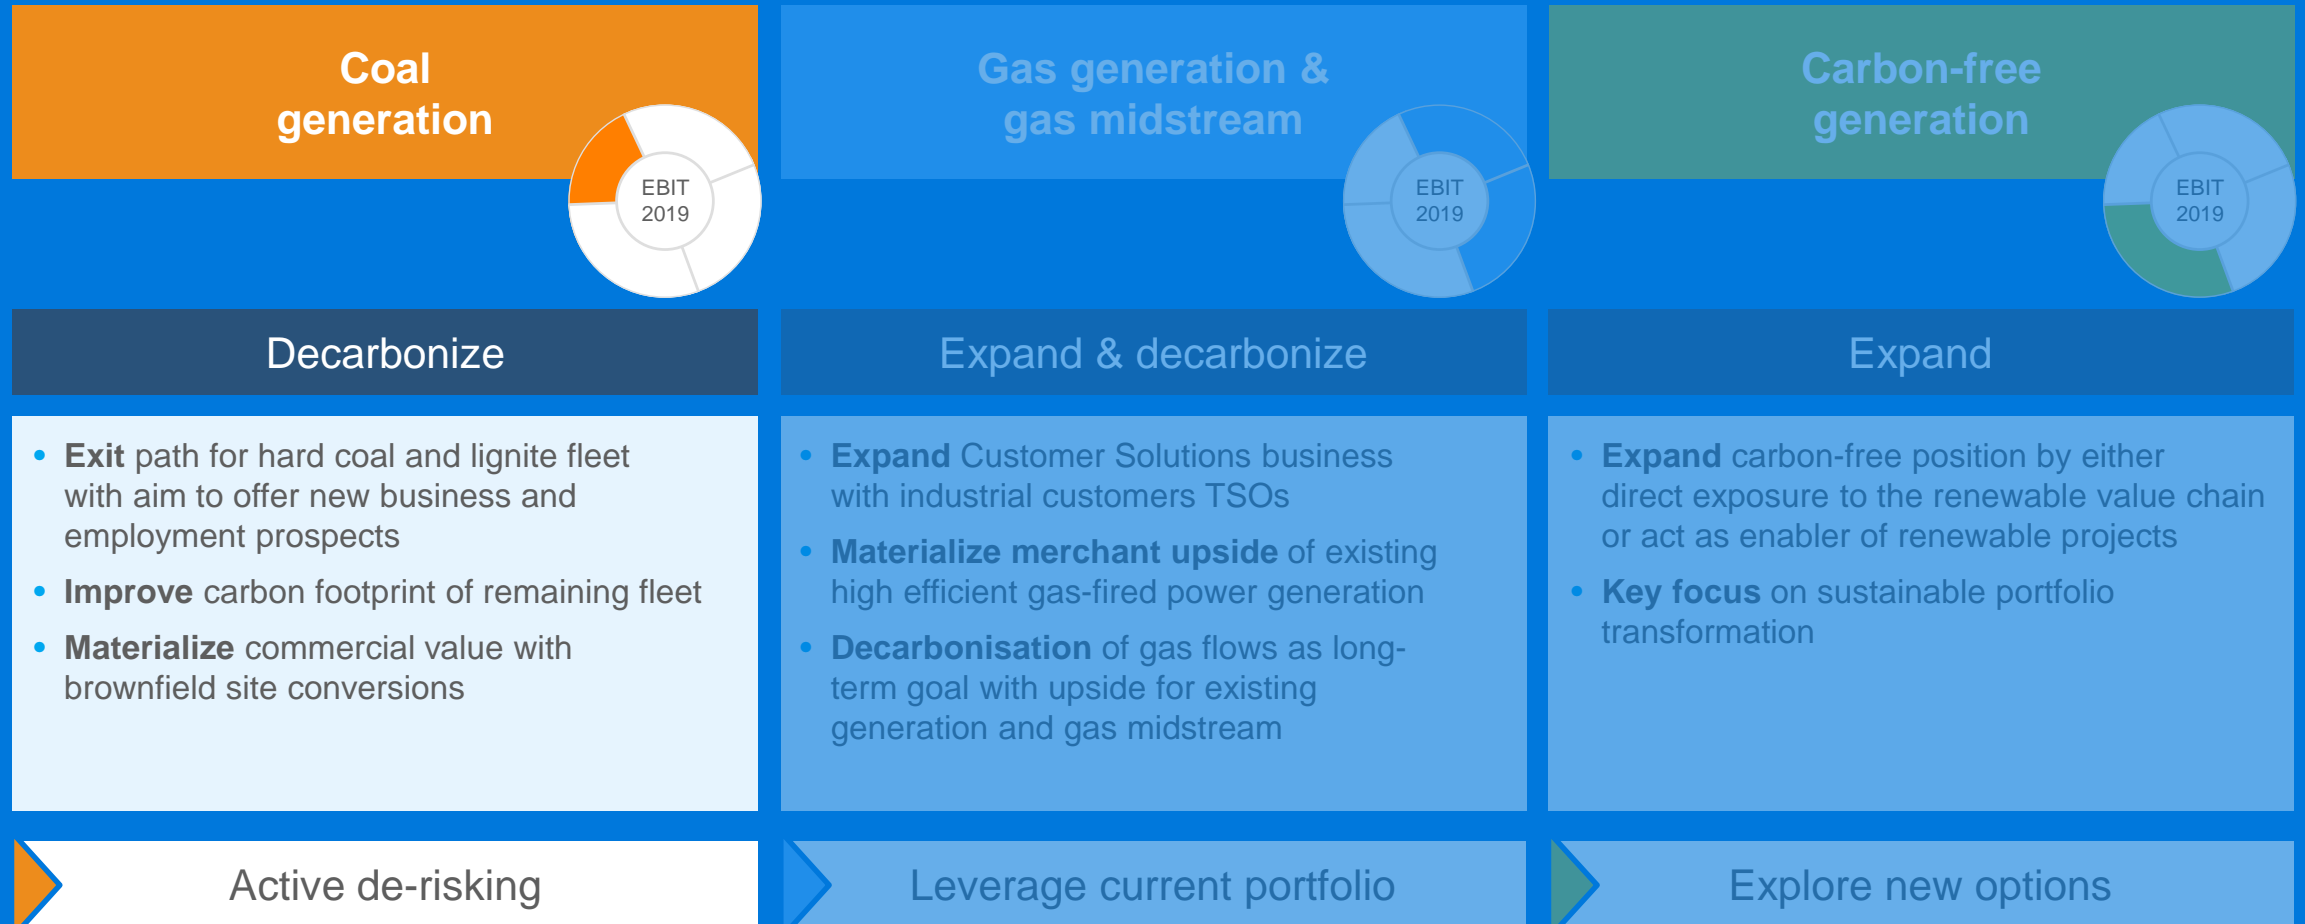 Coal
generation
EBIT
2019
Decarbonize
• Exit path for hard coal and lignite fleet
with aim to offer new business and
employment prospects
• Improve carbon footprint of remaining fleet
• Materialize commercial value with
brownfield site conversions
Active de-risking
Gas generation &
gas midstream
EBIT
2019
Expand & decarbonize
• Expand Customer Solutions business
with industrial customers TSOs
• Materialize merchant upside of existing
high efficient gas-fired power generation
• Decarbonisation of gas flows as long-
term goal with upside for existing
generation and gas midstream
Leverage current portfolio
Carbon-free
generation
EBIT
2019
Expand
• Expand carbon-free position by either
direct exposure to the renewable value chain
or act as enabler of renewable projects
• Key focus on sustainable portfolio
transformation
Explore new options